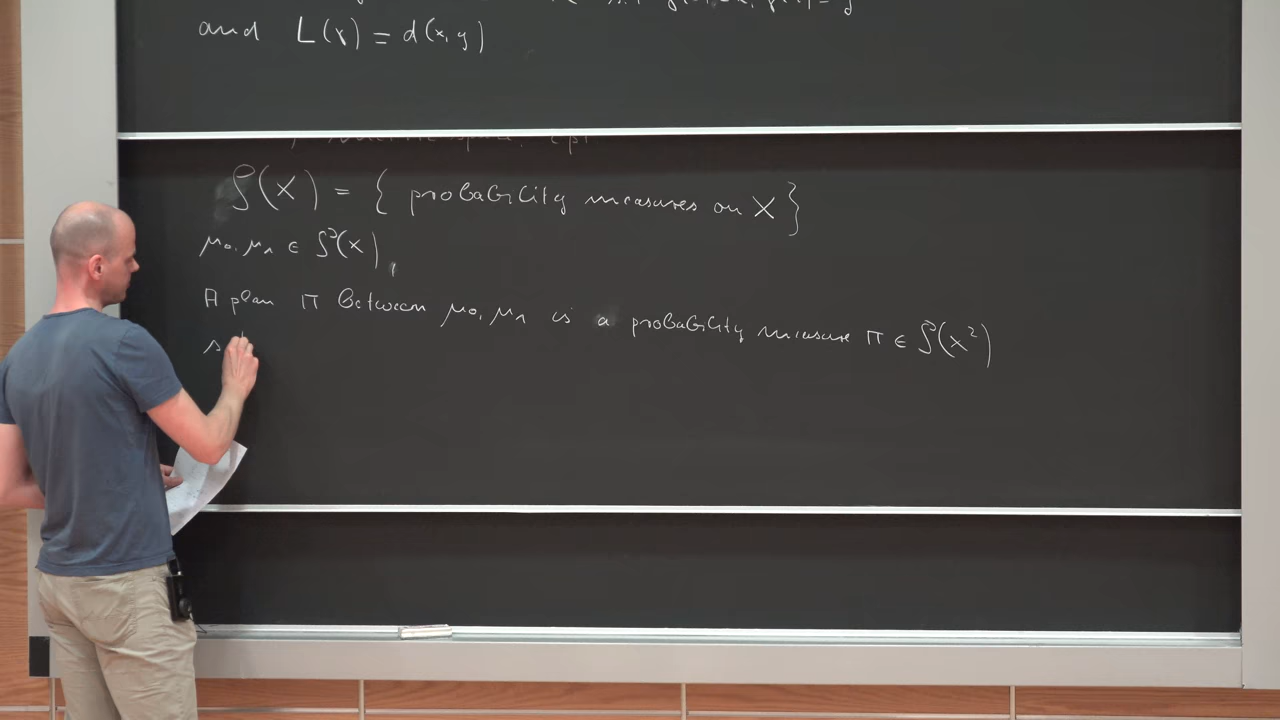 and L(γ) = d(x,y)
P(X) = { probability measures on X }
μ₀, μ₁ ∈ P(X),
A plan π between μ₀, μ₁ is a probability measure π ∈ P(X²)
s